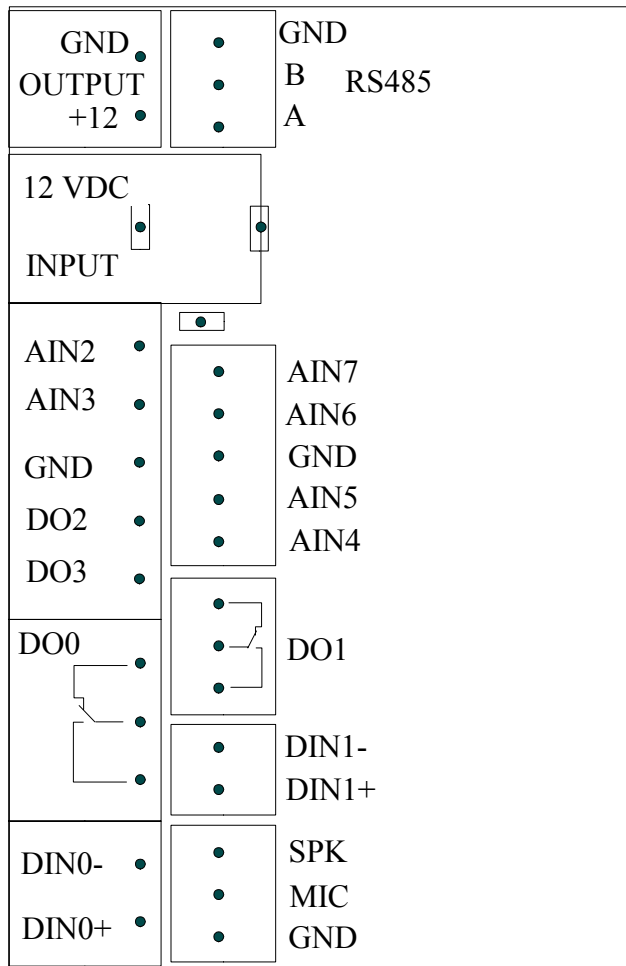 GND
OUTPUT
+12
GND
B
RS485
A
12 VDC
INPUT
AIN2
AIN3
GND
DO2
DO3
AIN7
AIN6
GND
AIN5
AIN4
DO0
DO1
DIN1-
DIN1+
DIN0-
DIN0+
SPK
MIC
GND